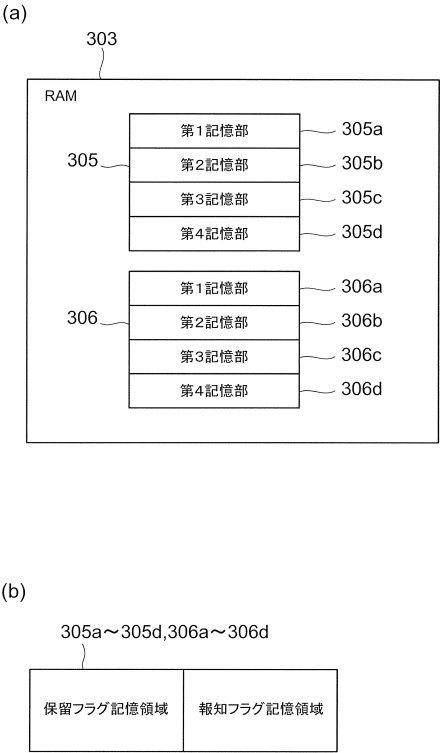 (a)
303
RAM
第1記憶部
305a
305
第2記憶部
305b
第3記憶部
305c
第4記憶部
305d
第1記憶部
306a
306
第2記憶部
306b
第3記憶部
306c
第4記憶部
306d
(b)
305a～305d,306a～306d
保留フラグ記憶領域
報知フラグ記憶領域